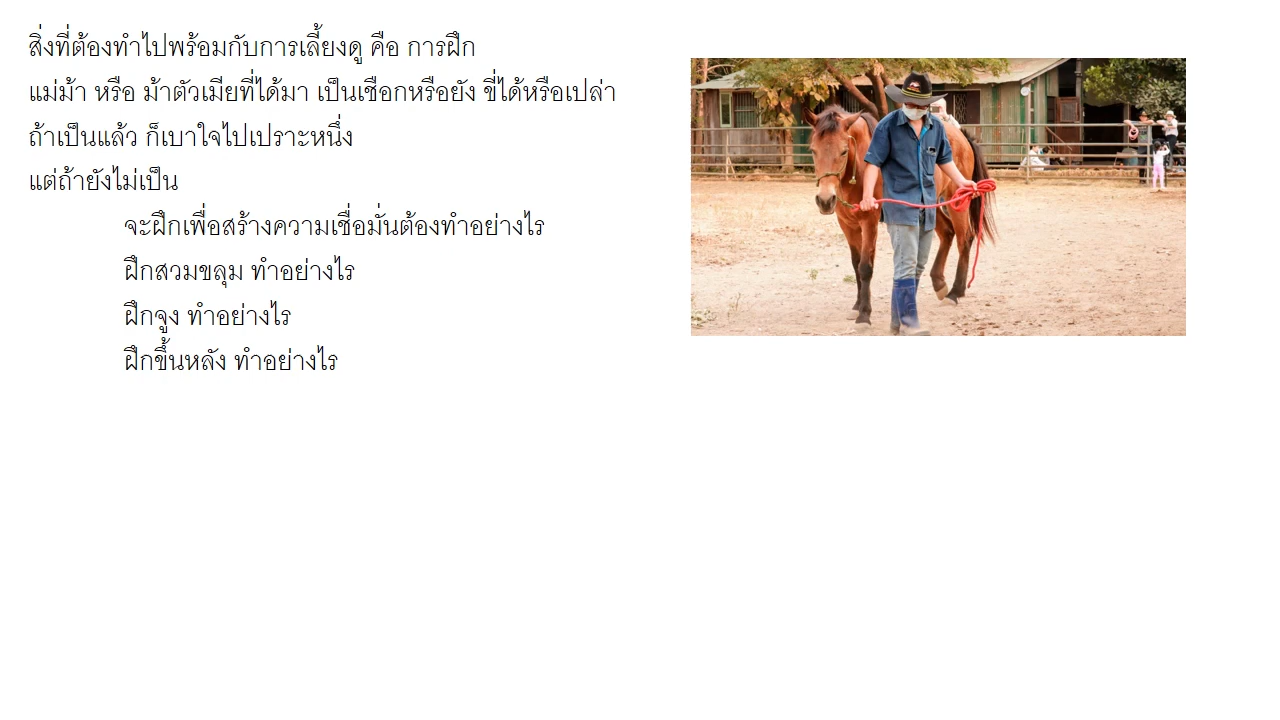 สิ่งที่ต้องทำไปพร้อมกับการเลี้ยงดู คือ การฝึก
แม่ม้า หรือ ม้าตัวเมียที่ได้มา เป็นเชือกหรือยัง ขี่ได้หรือเปล่า
ถ้าเป็นแล้ว ก็เบาใจไปเปราะหนึ่ง
แต่ถ้ายังไม่เป็น
จะฝึกเพื่อสร้างความเชื่อมั่นต้องทำอย่างไร
ฝึกสวมขลุม ทำอย่างไร
ฝึกจูง ทำอย่างไร
ฝึกขึ้นหลัง ทำอย่างไร